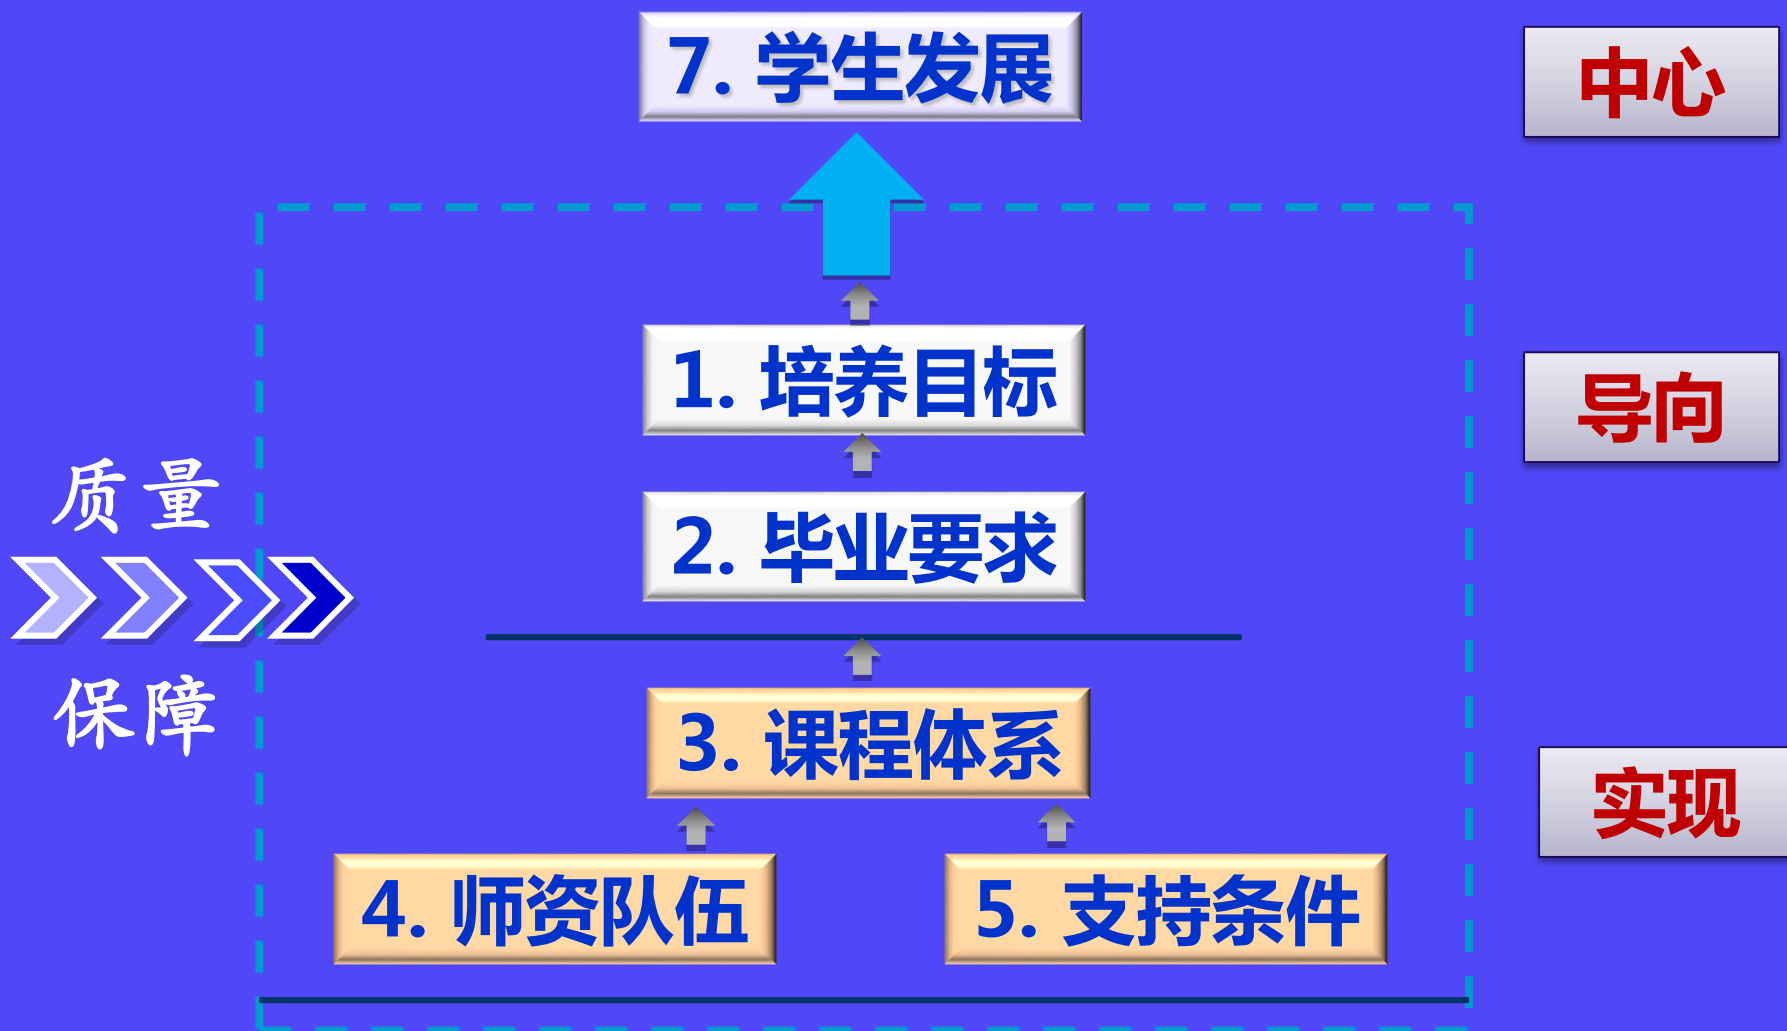 7. 学生发展
中心
1. 培养目标
导向
质量
2. 毕业要求
保障
3. 课程体系
实现
4. 师资队伍
5. 支持条件